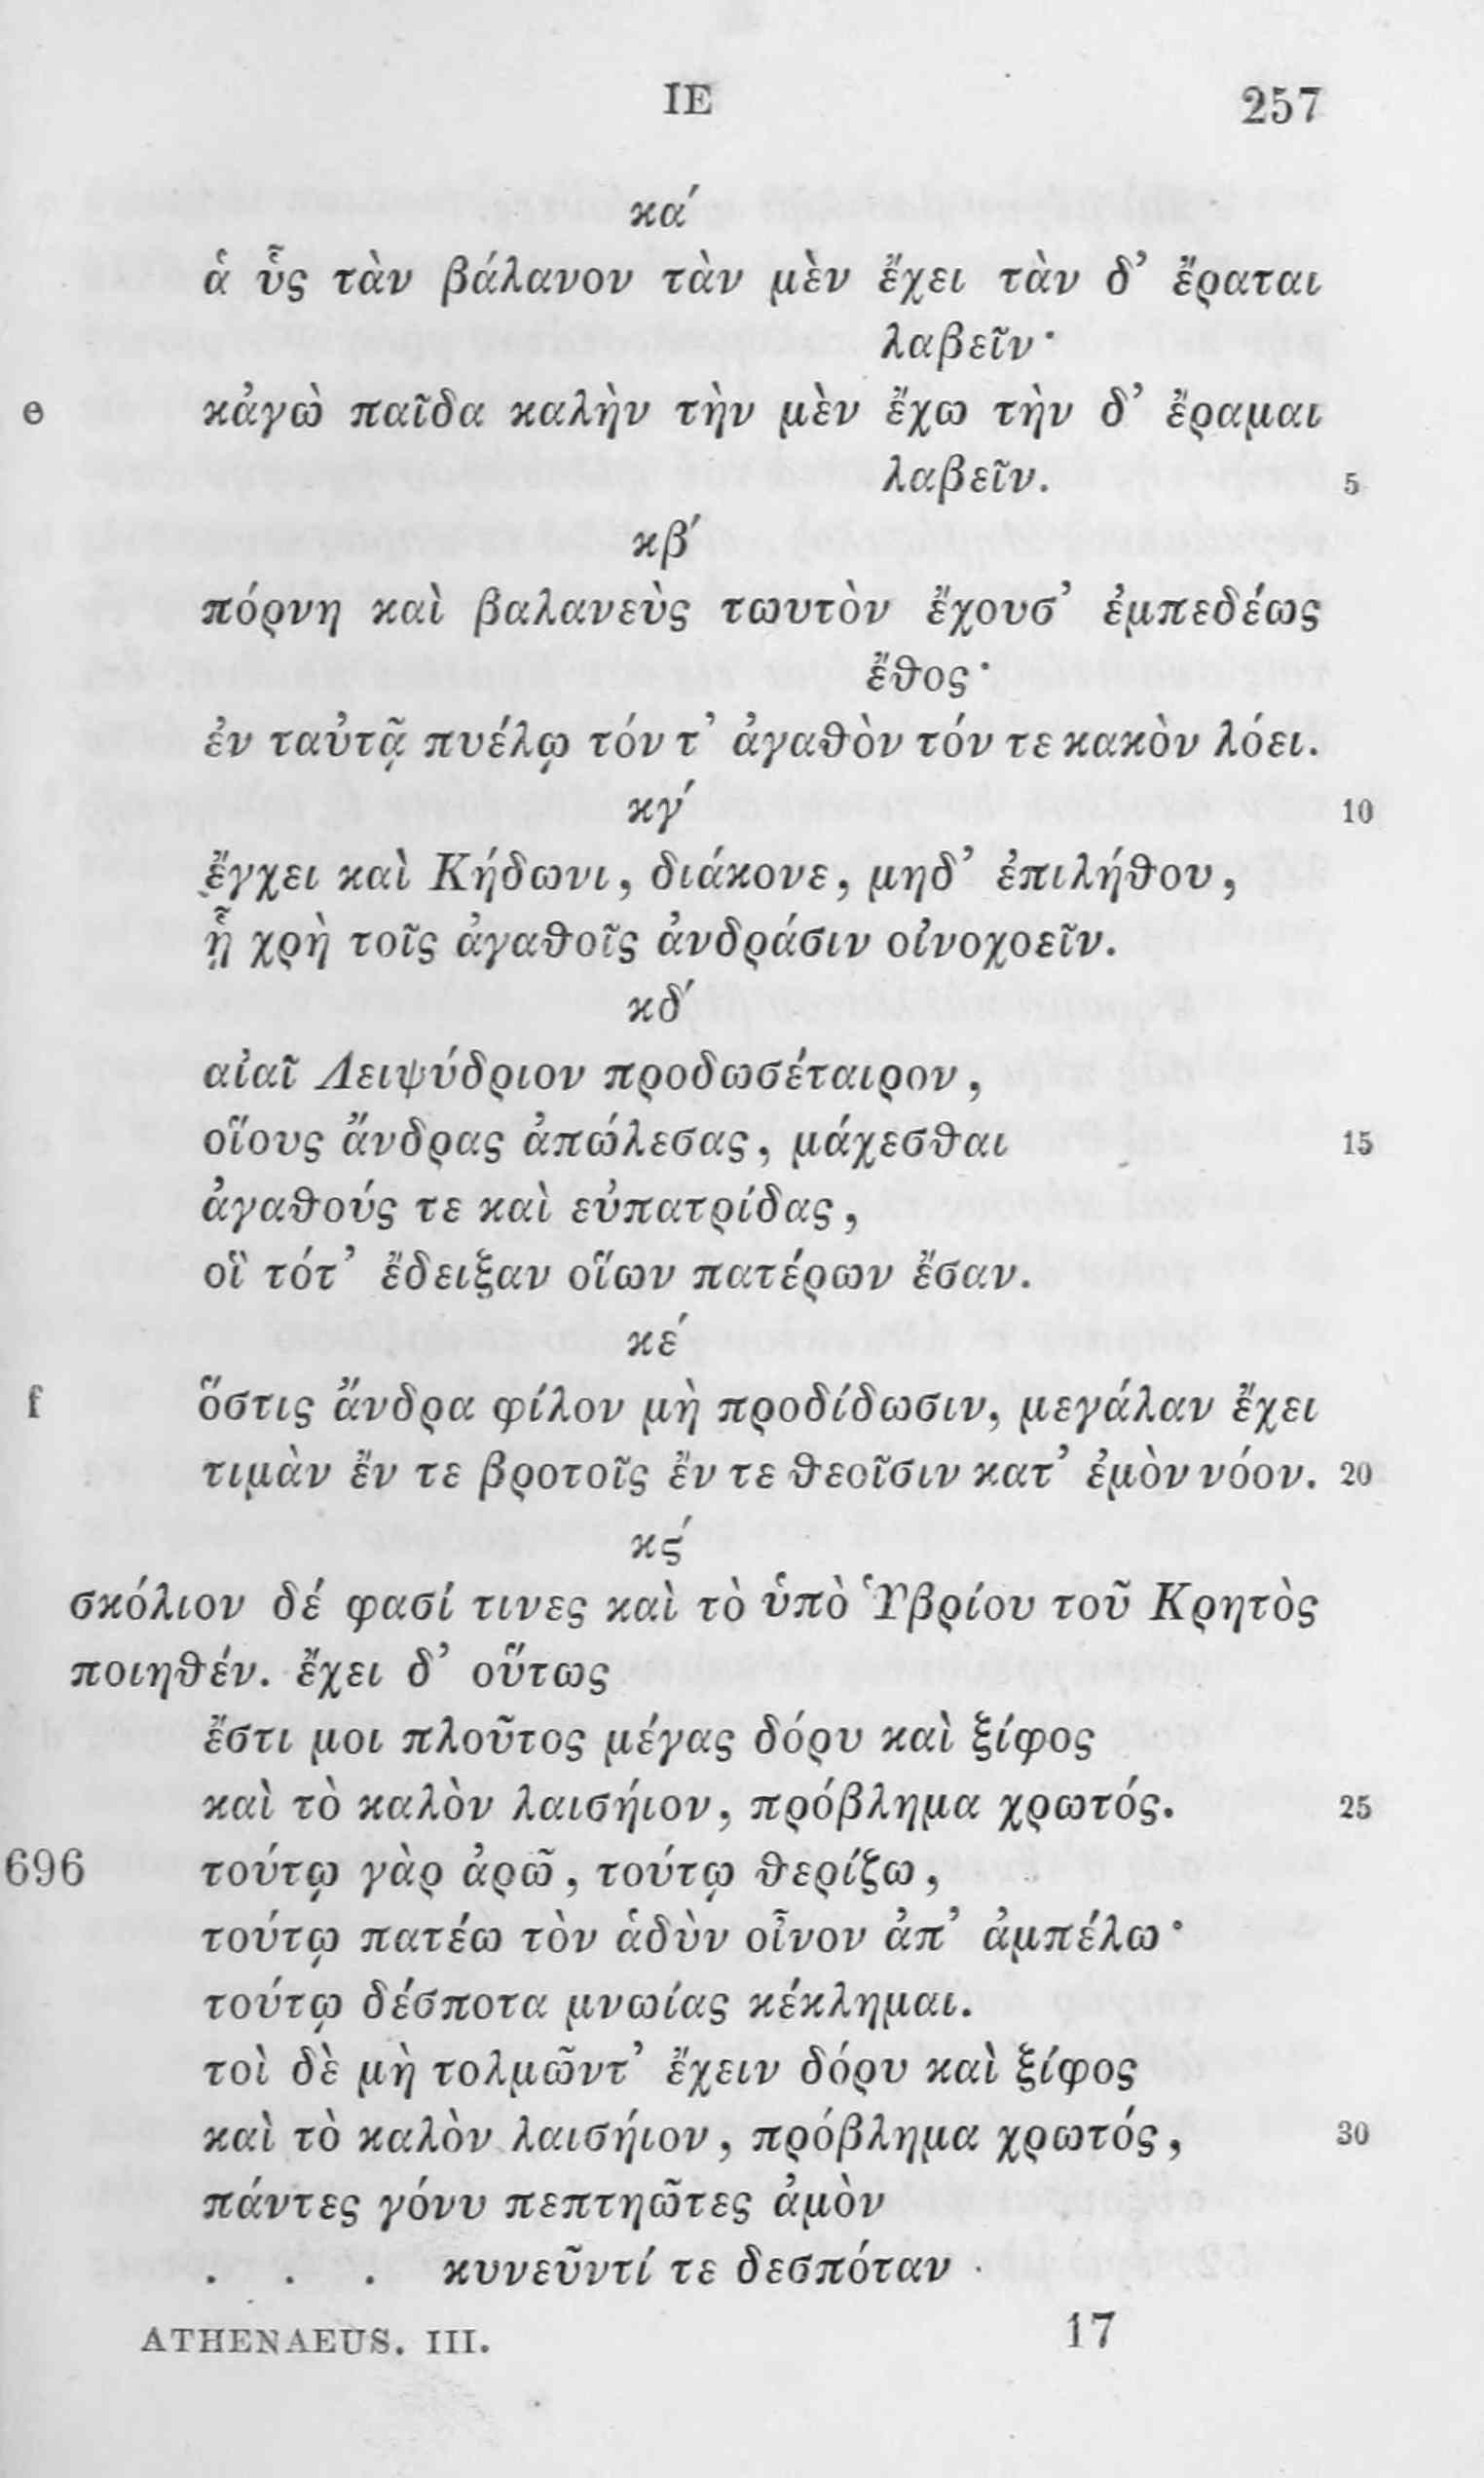 ΙΕ 257
κα΄
ἁ ὗς τὰν βάλανον τὰν μὲν ἔχει τὰν δ’ ἔραται
λαβεῖν·
e κἀγὼ παῖδα καλὴν τὴν μὲν ἔχω τὴν δ’ ἔραμαι
λαβεῖν. 5
κβ΄
πόρνη καὶ βαλανεὺς τωυτὸν ἔχουσ’ ἐμπεδέως
ἔθος·
ἐν ταὐτᾷ πυέλῳ τόν τ’ ἀγαθὸν τόν τε κακὸν λόει.
κγ΄ 10
ἔγχει καὶ Κήδωνι, διάκονε, μηδ’ ἐπιλήθου,
ᾗ χρὴ τοῖς ἀγαθοῖς ἀνδράσιν οἰνοχοεῖν.
κδ΄
αἰαῖ Λειψύδριον προδωσέταιρον,
οἵους ἄνδρας ἀπώλεσας, μάχεσθαι 15
ἀγαθούς τε καὶ εὐπατρίδας,
οἳ τότ’ ἔδειξαν οἵων πατέρων ἔσαν.
κε΄
f ὅστις ἄνδρα φίλον μὴ προδίδωσιν, μεγάλαν ἔχει
τιμὰν ἔν τε βροτοῖς ἔν τε θεοῖσιν κατ’ ἐμὸν νόον. 20
κϛ΄
σκόλιον δέ φασί τινες καὶ τὸ ὑπὸ Ὑβρίου τοῦ Κρητὸς
ποιηθέν. ἔχει δ’ οὕτως
ἔστι μοι πλοῦτος μέγας δόρυ καὶ ξίφος
καὶ τὸ καλὸν λαισήιον, πρόβλημα χρωτός. 25
696 τούτῳ γὰρ ἀρῶ, τούτῳ θερίζω,
τούτῳ πατέω τὸν ἁδὺν οἶνον ἀπ’ ἀμπέλω·
τούτῳ δέσποτα μνωίας κέκλημαι.
τοὶ δὲ μὴ τολμῶντ’ ἔχειν δόρυ καὶ ξίφος
καὶ τὸ καλὸν λαισήιον, πρόβλημα χρωτός, 30
πάντες γόνυ πεπτηῶτες ἀμὸν
. . . κυνεῦντί τε δεσπόταν ·
ATHENAEUS. III. 17